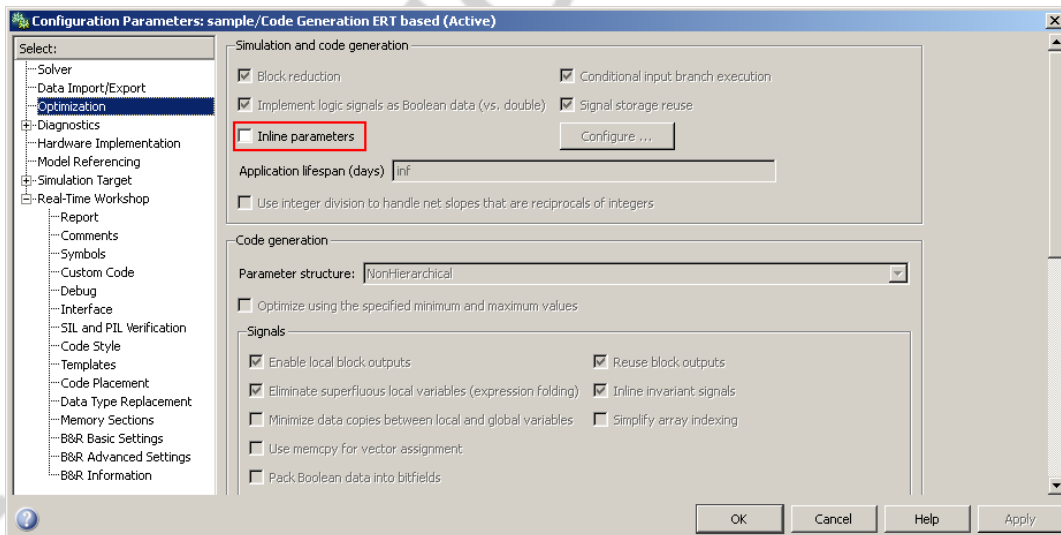 Configuration Parameters: sample/Code Generation ERT based (Active)
Select:
Solver
Data Import/Export
Optimization
Diagnostics
Hardware Implementation
Model Referencing
Simulation Target
Real-Time Workshop
Report
Comments
Symbols
Custom Code
Debug
Interface
SIL and PIL Verification
Code Style
Templates
Code Placement
Data Type Replacement
Memory Sections
B&R Basic Settings
B&R Advanced Settings
B&R Information
Simulation and code generation
Block reduction
Conditional input branch execution
Implement logic signals as Boolean data (vs. double)
Signal storage reuse
Inline parameters
Configure ...
Application lifespan (days) inf
Use integer division to handle net slopes that are reciprocals of integers
Code generation
Parameter structure: NonHierarchical
Optimize using the specified minimum and maximum values
Signals
Enable local block outputs
Reuse block outputs
Eliminate superfluous local variables (expression folding)
Inline invariant signals
Minimize data copies between local and global variables
Simplify array indexing
Use memcpy for vector assignment
Pack Boolean data into bitfields
OK
Cancel
Help
Apply